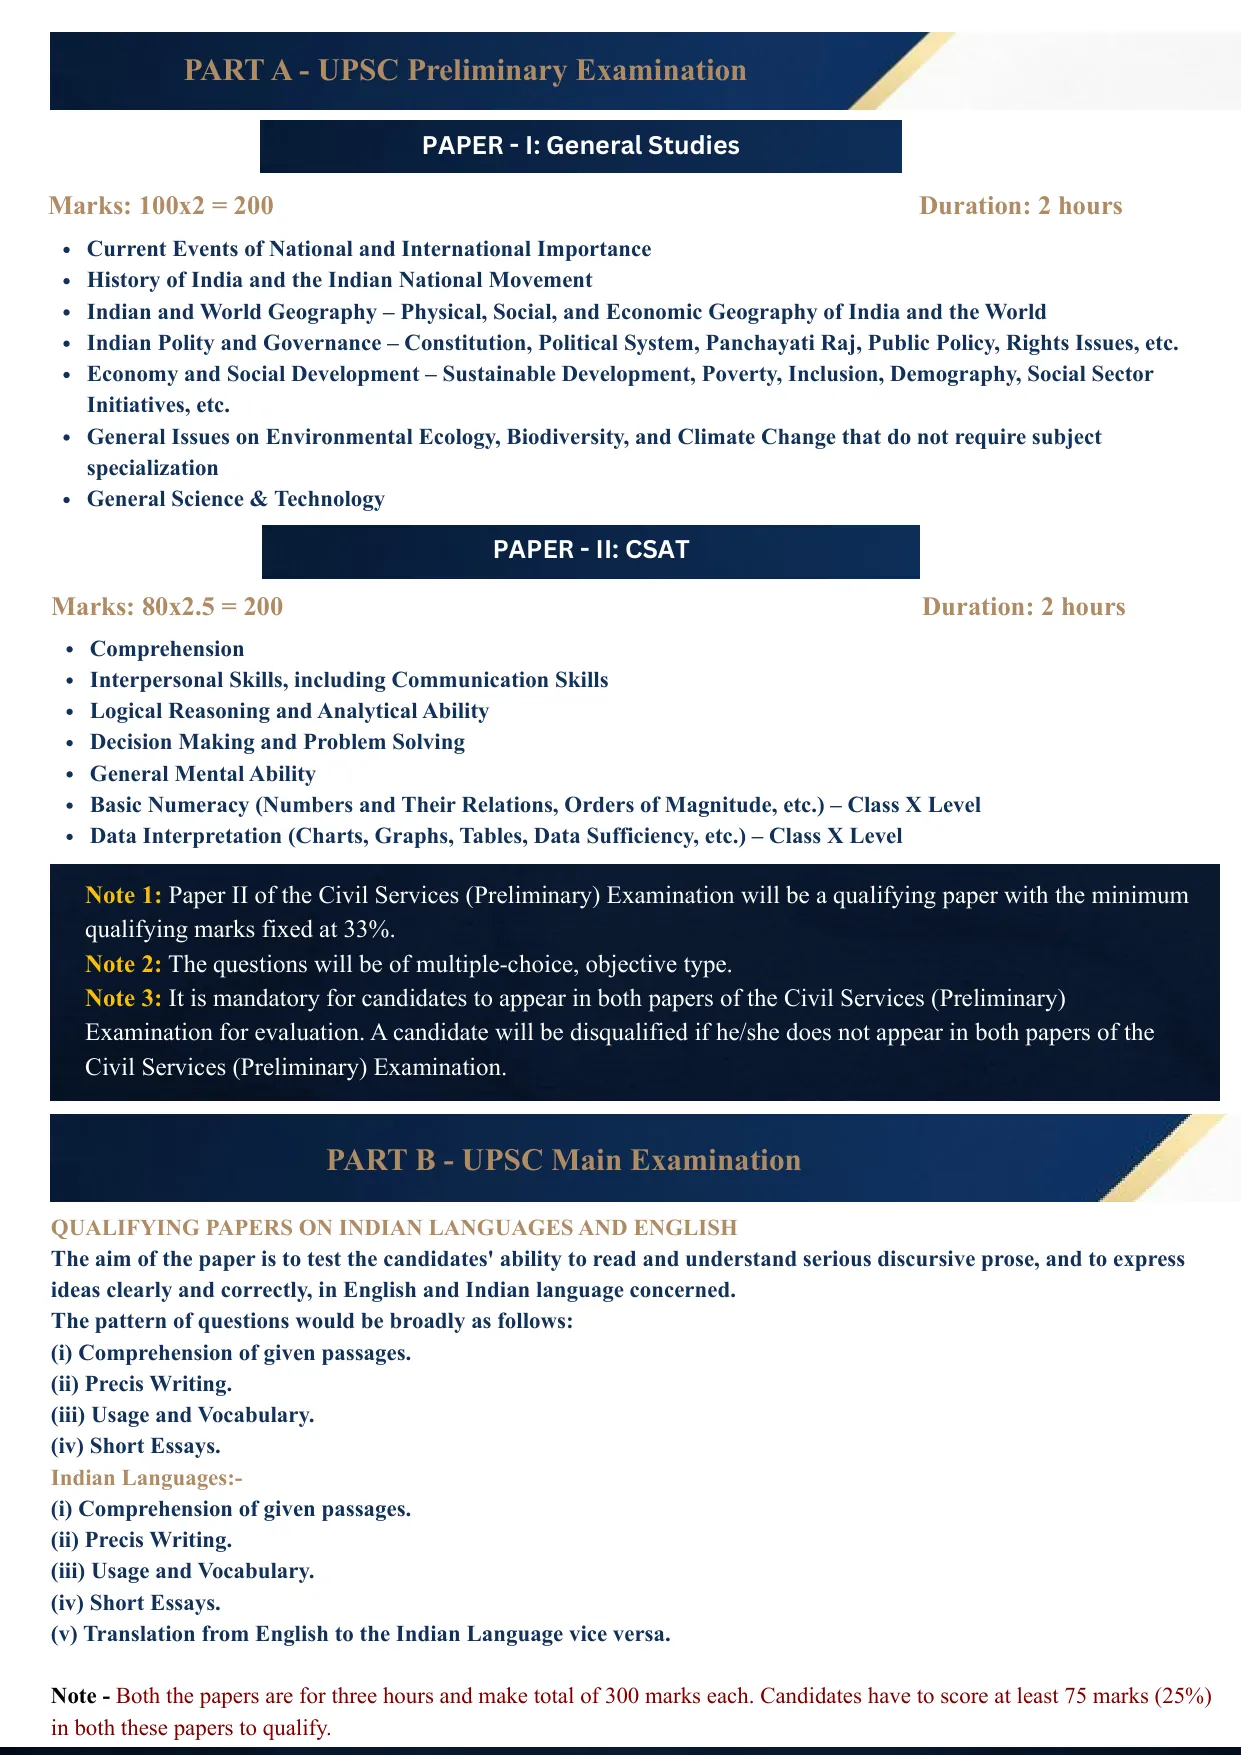 PART A - UPSC Preliminary Examination
PAPER - I: General Studies
Marks: 100x2 = 200 Duration: 2 hours
• Current Events of National and International Importance
• History of India and the Indian National Movement
• Indian and World Geography – Physical, Social, and Economic Geography of India and the World
• Indian Polity and Governance – Constitution, Political System, Panchayati Raj, Public Policy, Rights Issues, etc.
• Economy and Social Development – Sustainable Development, Poverty, Inclusion, Demography, Social Sector
Initiatives, etc.
• General Issues on Environmental Ecology, Biodiversity, and Climate Change that do not require subject
specialization
• General Science & Technology
PAPER - II: CSAT
Marks: 80x2.5 = 200 Duration: 2 hours
• Comprehension
• Interpersonal Skills, including Communication Skills
• Logical Reasoning and Analytical Ability
• Decision Making and Problem Solving
• General Mental Ability
• Basic Numeracy (Numbers and Their Relations, Orders of Magnitude, etc.) – Class X Level
• Data Interpretation (Charts, Graphs, Tables, Data Sufficiency, etc.) – Class X Level
Note 1: Paper II of the Civil Services (Preliminary) Examination will be a qualifying paper with the minimum
qualifying marks fixed at 33%.
Note 2: The questions will be of multiple-choice, objective type.
Note 3: It is mandatory for candidates to appear in both papers of the Civil Services (Preliminary)
Examination for evaluation. A candidate will be disqualified if he/she does not appear in both papers of the
Civil Services (Preliminary) Examination.
PART B - UPSC Main Examination
QUALIFYING PAPERS ON INDIAN LANGUAGES AND ENGLISH
The aim of the paper is to test the candidates' ability to read and understand serious discursive prose, and to express
ideas clearly and correctly, in English and Indian language concerned.
The pattern of questions would be broadly as follows:
(i) Comprehension of given passages.
(ii) Precis Writing.
(iii) Usage and Vocabulary.
(iv) Short Essays.
Indian Languages:-
(i) Comprehension of given passages.
(ii) Precis Writing.
(iii) Usage and Vocabulary.
(iv) Short Essays.
(v) Translation from English to the Indian Language vice versa.
Note - Both the papers are for three hours and make total of 300 marks each. Candidates have to score at least 75 marks (25%)
in both these papers to qualify.